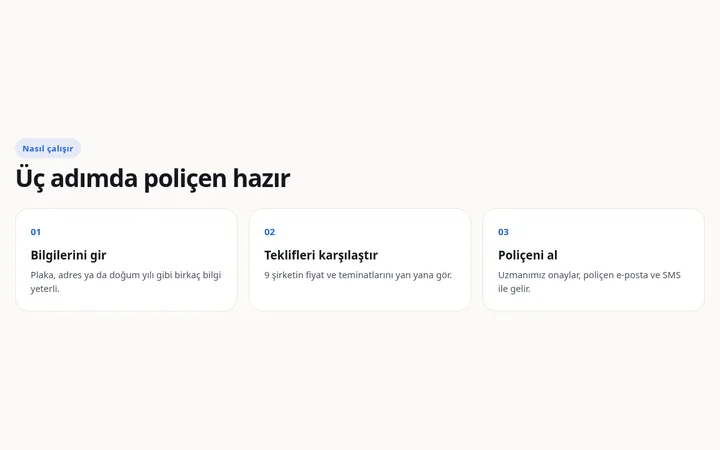 Nasıl çalışır
Üç adımda poliçen hazır
01
Bilgilerini gir
Plaka, adres ya da doğum yılı gibi birkaç bilgi
yeterli.
02
Teklifleri karşılaştır
9 şirketin fiyat ve teminatlarını yan yana gör.
03
Poliçeni al
Uzmanımız onaylar, poliçen e-posta ve SMS
ile gelir.